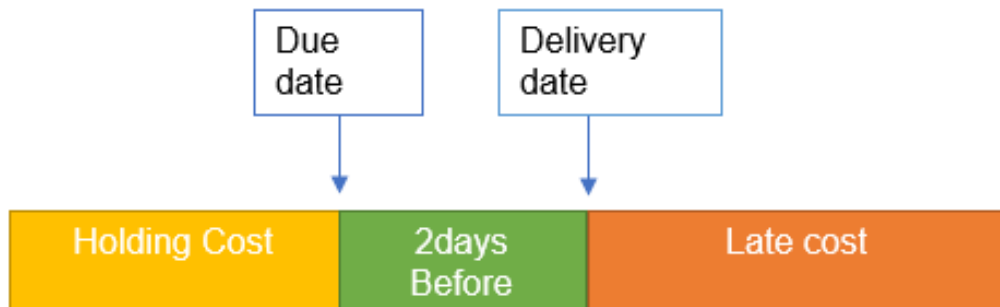 Due
date
Delivery
date
Holding Cost
2days
Before
Late cost